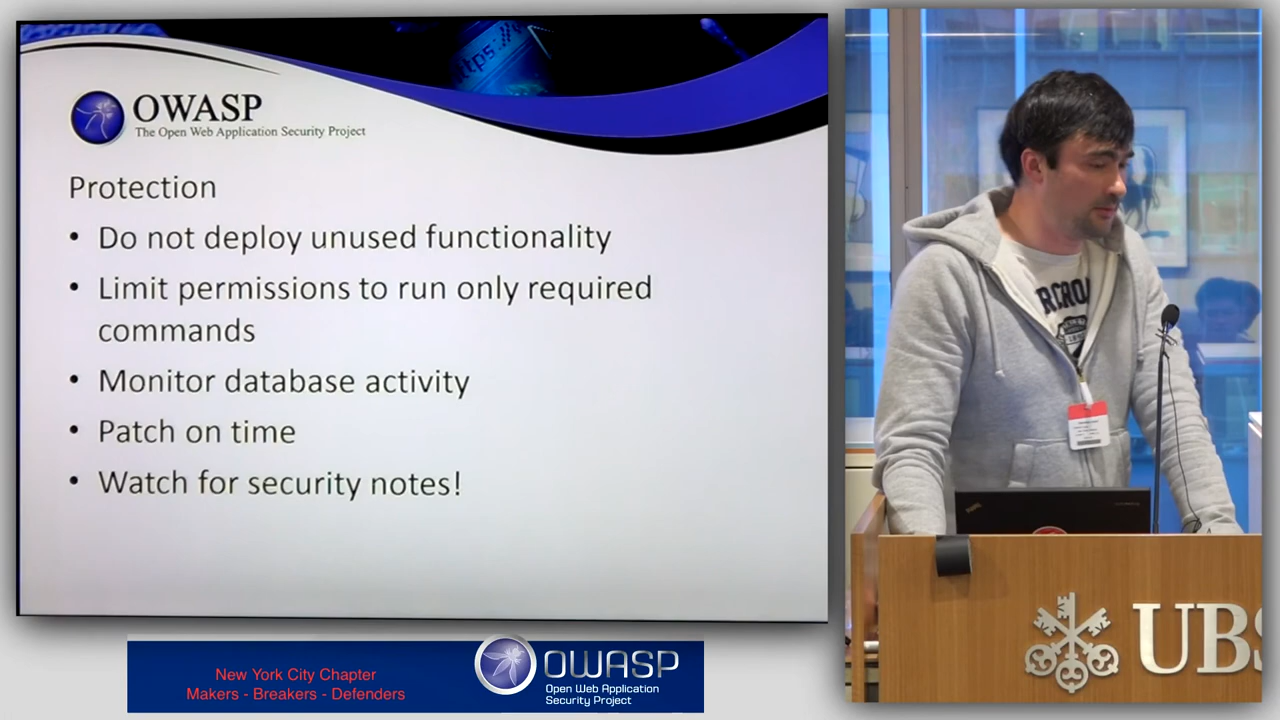 https
OWASP
The Open Web Application Security Project
Protection
• Do not deploy unused functionality
• Limit permissions to run only required
commands
• Monitor database activity
• Patch on time
• Watch for security notes!
RCRO
UBS
New York City Chapter
Makers - Breakers - Defenders
OWASP
Open Web Application
Security Project